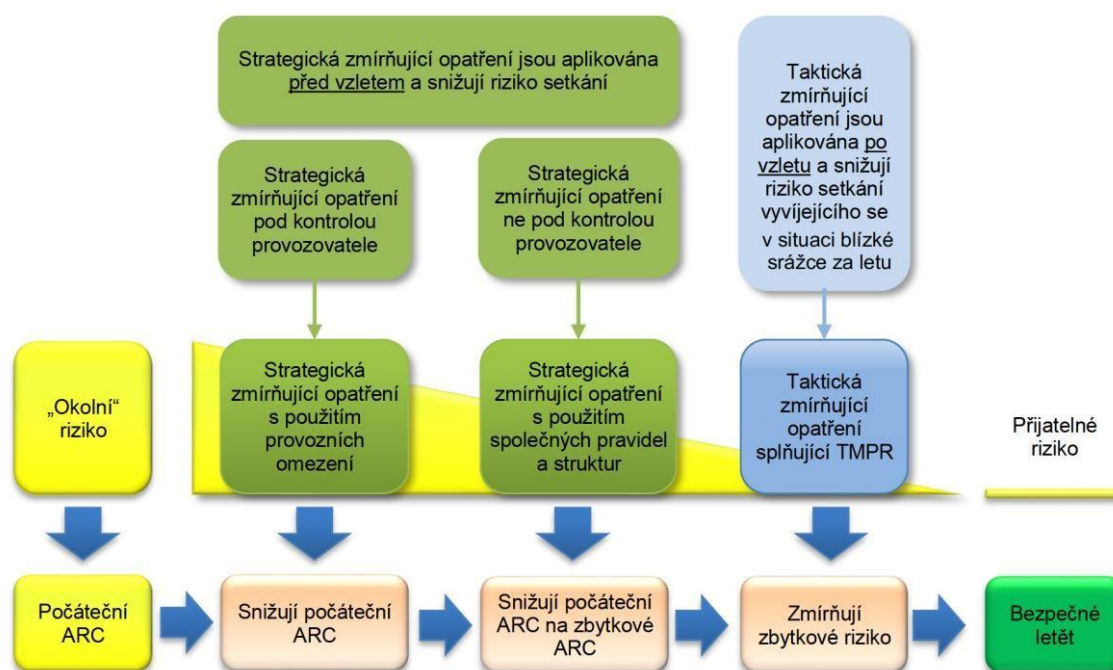 Strategická zmírňující opatření jsou aplikována
před vzletem a snižují riziko setkání
Taktická
zmírňující
opatření jsou
aplikována po
vzletu a snižují
riziko setkání
vyvíjejícího se
v situaci blízké
srážce za letu
Strategická
zmírňující opatření
pod kontrolou
provozovatele
Strategická
zmírňující opatření
ne pod kontrolou
provozovatele
„Okolní“
riziko
Strategická
zmírňující opatření
s použitím
provozních
omezení
Strategická
zmírňující opatření
s použitím
společných pravidel
a struktur
Taktická
zmírňující
opatření
splňující TMPR
Přijatelné
riziko
Počáteční
ARC
Snižují počáteční
ARC
Snižují počáteční
ARC na zbytkové
ARC
Zmírňují
zbytkové riziko
Bezpečné
letět